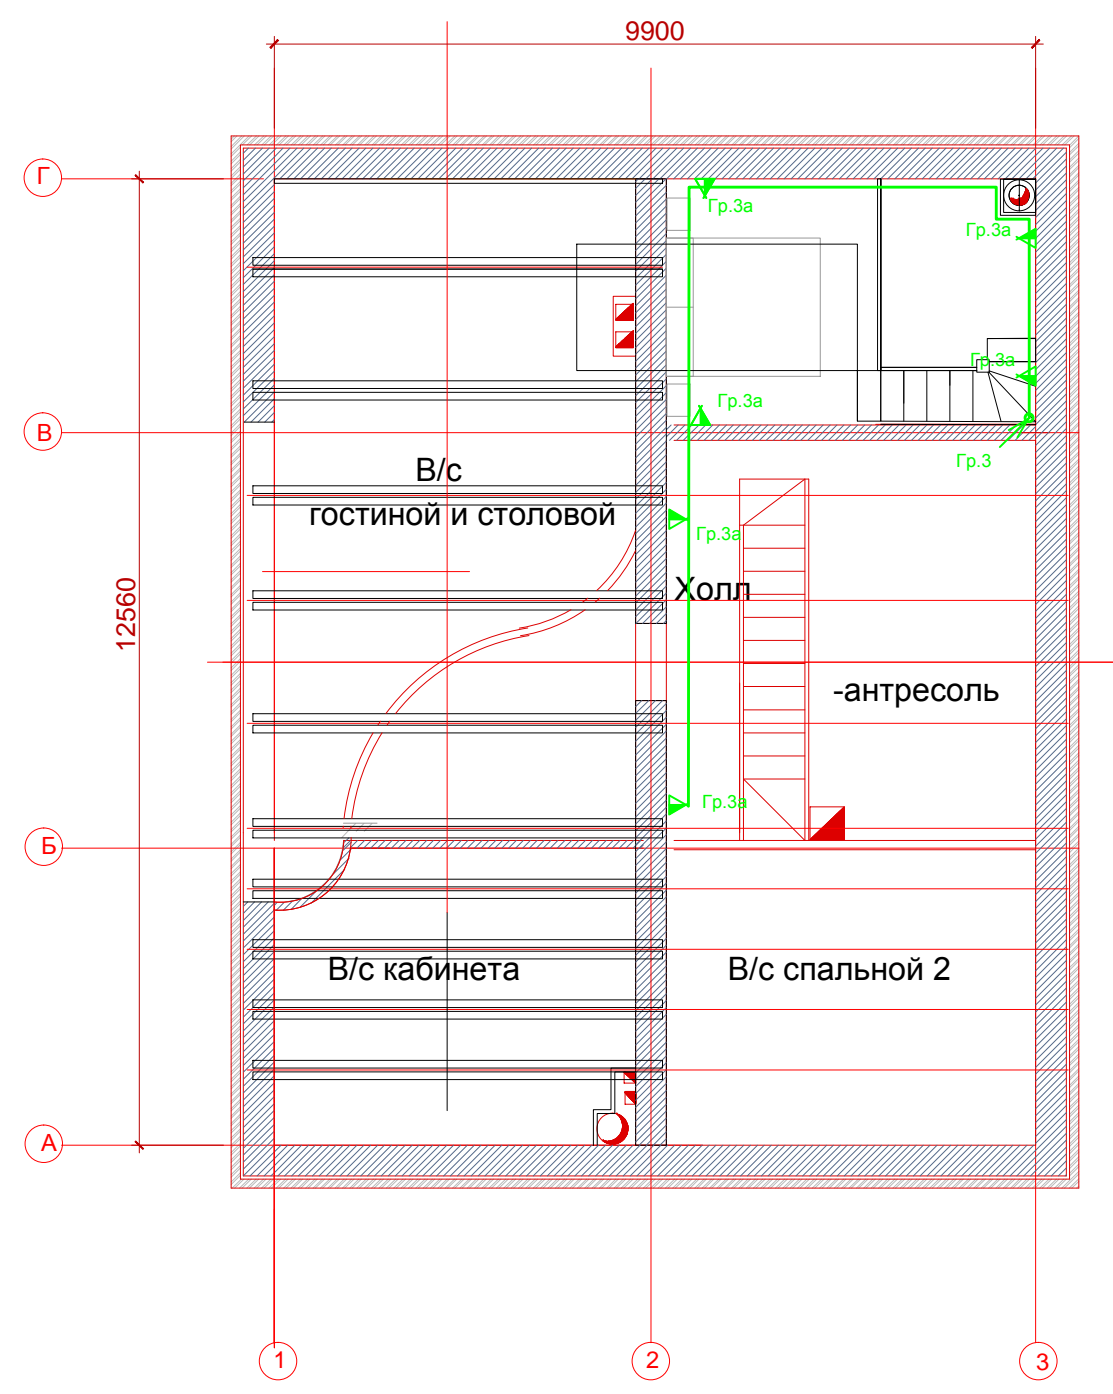 9900
Г
Гр.3а
Гр.3а
Гр.3а
Гр.3а
В
В/с
Гр.3
гостиной и столовой
Гр.3а
Холл
12560
-антресоль
Гр.3а
Б
В/с кабинета
В/с спальной 2
А
1
2
3